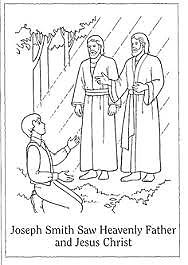 Joseph Smith Saw Heavenly Father
and Jesus Christ